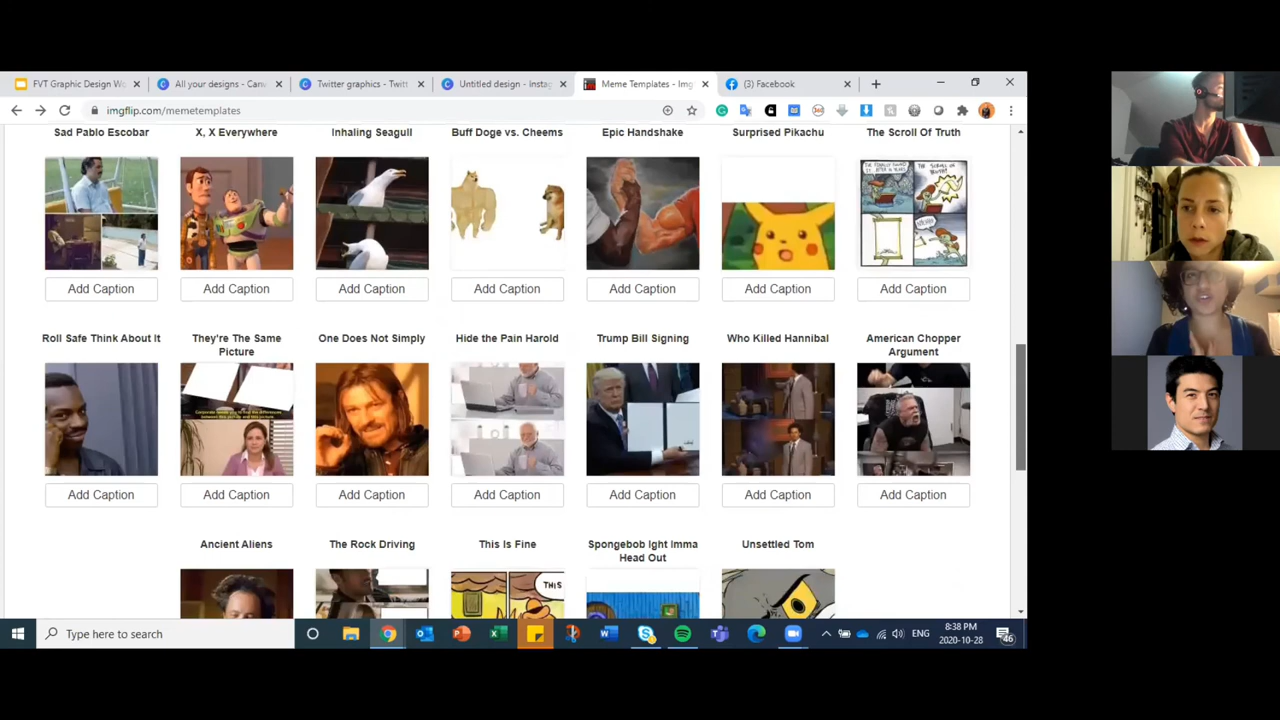 FVT Graphic Design Wo
All your designs - Canv
Twitter graphics - Twitt
Untitled design - Instag
Meme Templates - Img
(3) Facebook
imgflip.com/memetemplates
Sad Pablo Escobar
X, X Everywhere
Inhaling Seagull
Buff Doge vs. Cheems
Epic Handshake
Surprised Pikachu
The Scroll Of Truth
Add Caption
Add Caption
Add Caption
Add Caption
Add Caption
Add Caption
Add Caption
Roll Safe Think About It
They're The Same
Picture
One Does Not Simply
Hide the Pain Harold
Trump Bill Signing
Who Killed Hannibal
American Chopper
Argument
Add Caption
Add Caption
Add Caption
Add Caption
Add Caption
Add Caption
Add Caption
Ancient Aliens
The Rock Driving
This Is Fine
Spongebob Ight Imma
Head Out
Unsettled Tom
THIS
Type here to search
ENG
8:38 PM
2020-10-28
46